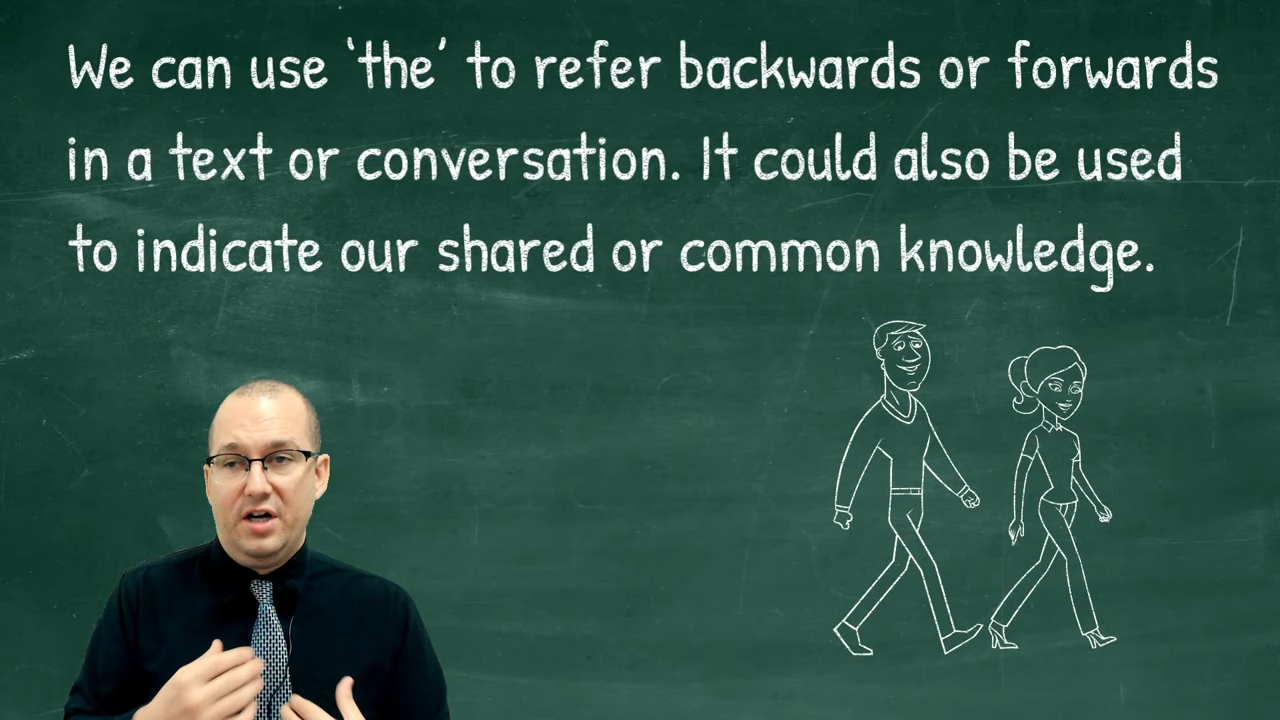 We can use ‘the’ to refer backwards or forwards
in a text or conversation. It could also be used
to indicate our shared or common knowledge.